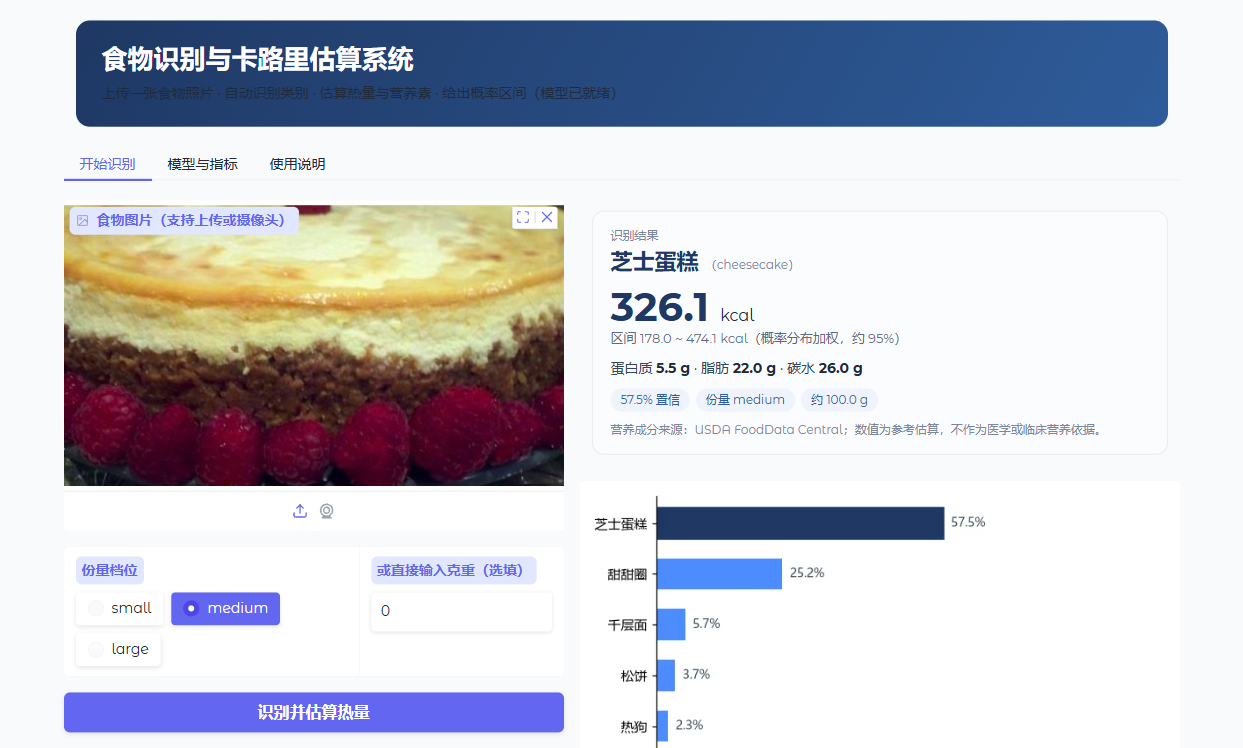 食物识别与卡路里估算系统
上传一张食物照片 · 自动识别类别 · 估算热量与营养素 · 给出概率区间（模型已就绪）
开始识别 模型与指标 使用说明
食物图片（支持上传或摄像头）
份量档位
small medium
large
或直接输入克重（选填）
0
识别并估算热量
识别结果
芝士蛋糕 (cheesecake)
326.1 kcal
区间 178.0 ~ 474.1 kcal（概率分布加权，约 95%）
蛋白质 5.5 g · 脂肪 22.0 g · 碳水 26.0 g
57.5% 置信 份量 medium 约 100.0 g
营养成分来源：USDA FoodData Central；数值为参考估算，不作为医学或临床营养依据。
芝士蛋糕 57.5%
甜甜圈 25.2%
千层面 5.7%
松饼 3.7%
热狗 2.3%